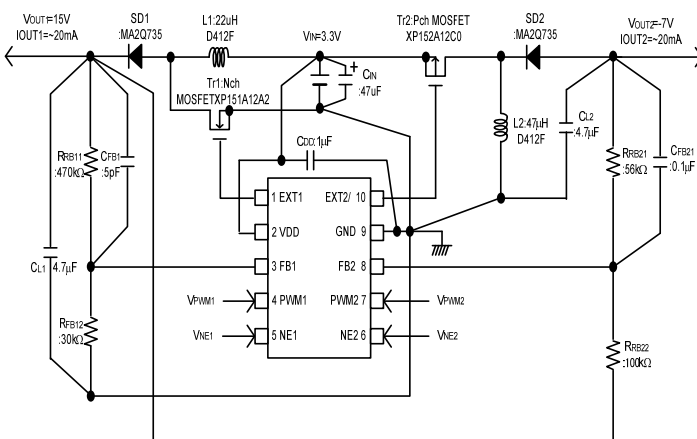 VOUT1=15V
IOUT1=~20mA
SD1
:MA2Q735
L1:22uH
D412F
VIN=3.3V
Tr2:Pch MOSFET
XP152A12C0
SD2
:MA2Q735
VOUT2=-7V
IOUT2=~20mA
CIN
:47uF
Tr1:Nch
MOSFETXP151A12A2
L2:47µH
D412F
CL2
:4.7µF
RRB11
:470kΩ
CFB1
:5pF
CDD:1µF
RRB21
:56kΩ
CFB21
:0.1µF
1 EXT1
EXT2/ 10
2 VDD
GND 9
3 FB1
FB2 8
CL1 4.7µF
VPWM1
4 PWM1
PWM2 7
VPWM2
RFB12
:30kΩ
VNE1
5 NE1
NE2 6
VNE2
RRB22
:100kΩ